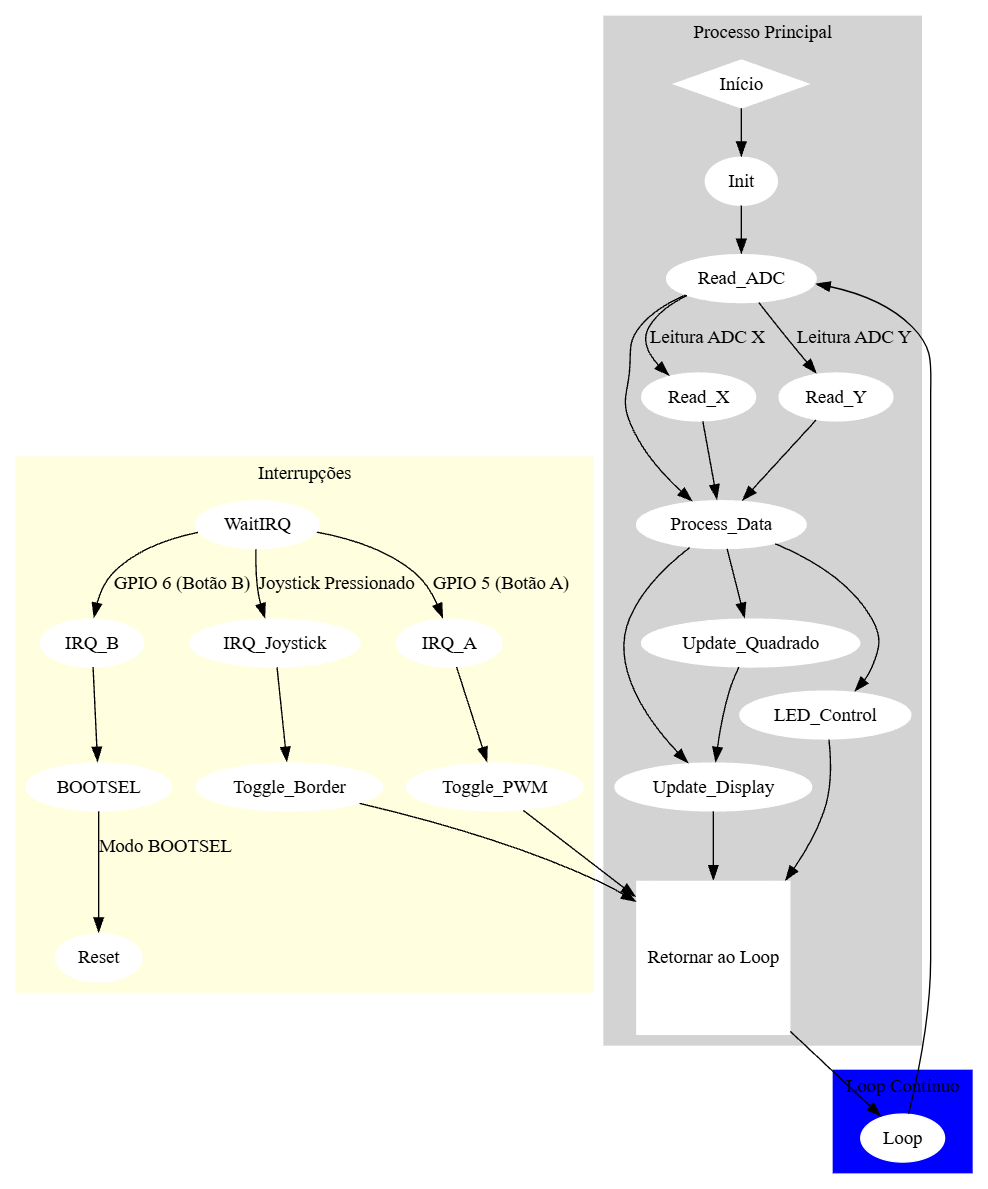 Processo Principal
Início
Init
Read_ADC
Leitura ADC X
Leitura ADC Y
Read_X
Read_Y
Interrupções
WaitIRQ
Process_Data
GPIO 6 (Botão B)
Joystick Pressionado
GPIO 5 (Botão A)
IRQ_B
IRQ_Joystick
IRQ_A
Update_Quadrado
LED_Control
BOOTSEL
Toggle_Border
Toggle_PWM
Update_Display
Modo BOOTSEL
Reset
Retornar ao Loop
Loop Contínuo
Loop